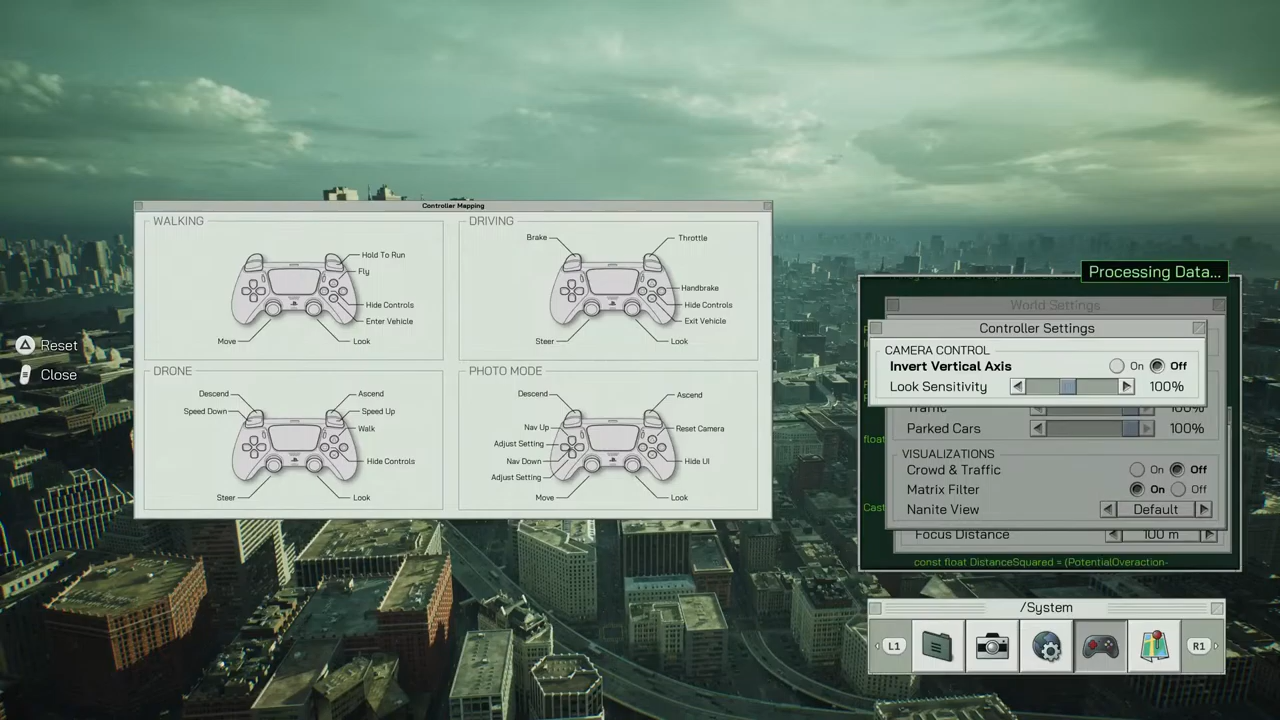 Controller Mapping
WALKING
Hold To Run
Fly
Hide Controls
Enter Vehicle
Move
Look
DRIVING
Brake
Throttle
Handbrake
Hide Controls
Exit Vehicle
Steer
Look
DRONE
Descend
Ascend
Speed Down
Speed Up
Walk
Hide Controls
Steer
Look
PHOTO MODE
Descend
Ascend
Nav Up
Reset Camera
Adjust Setting
Nav Down
Hide UI
Adjust Setting
Move
Look
Reset
Close
Processing Data...
World Settings
Controller Settings
CAMERA CONTROL
Invert Vertical Axis On Off
Look Sensitivity 100%
Traffic 100%
Parked Cars 100%
float
VISUALIZATIONS
Crowd & Traffic On Off
Matrix Filter On Off
Nanite View Default
Cast
Focus Distance 100 m
const float DistanceSquared = (PotentialOveraction-
/System
L1 R1